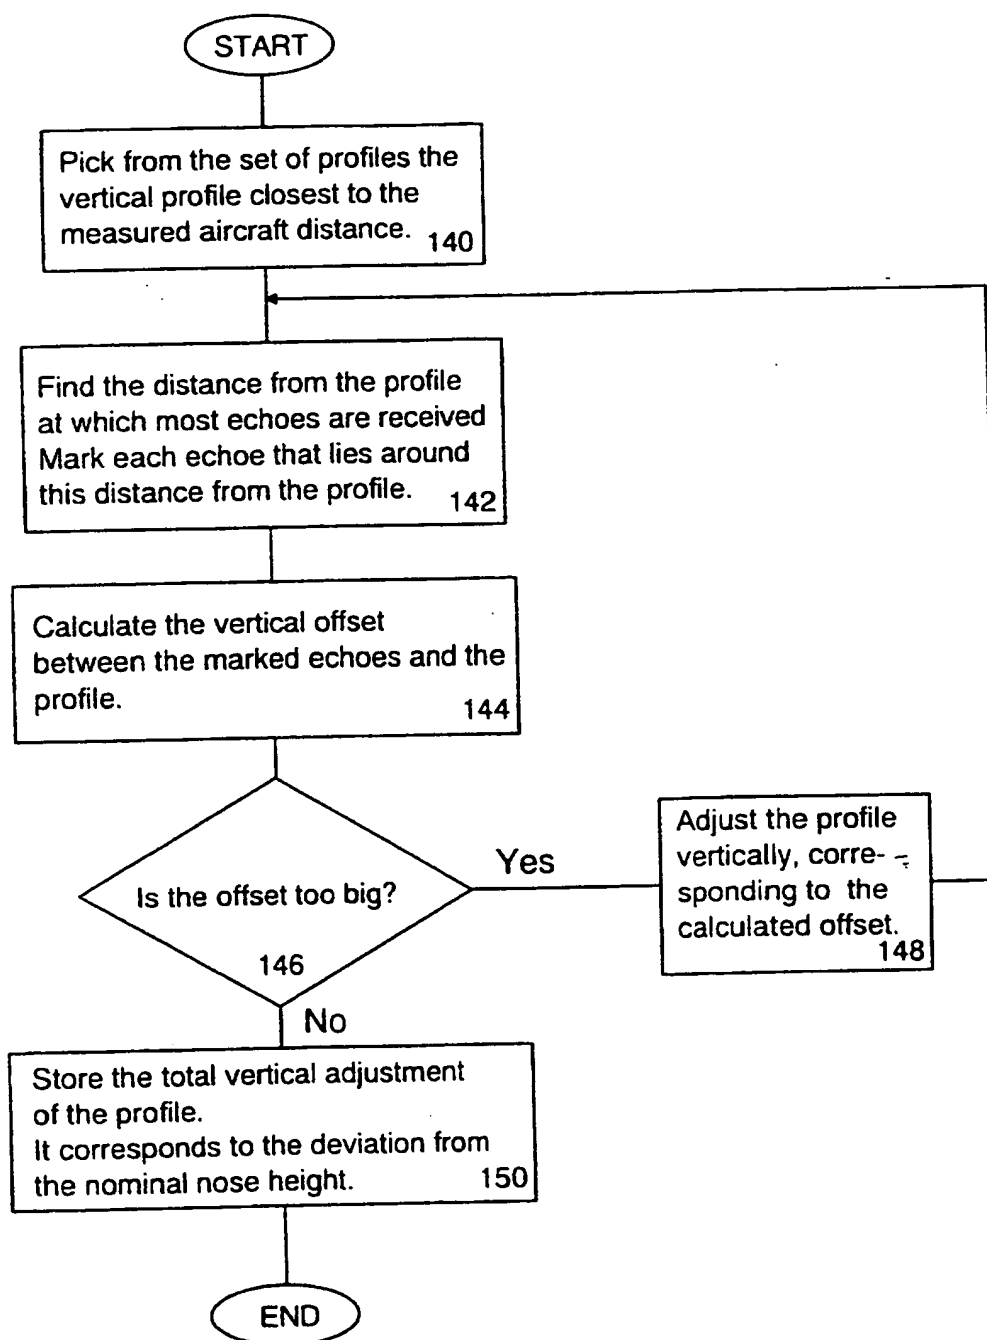 START
Pick from the set of profiles the
vertical profile closest to the
measured aircraft distance. 140
Find the distance from the profile
at which most echoes are received
Mark each echoe that lies around
this distance from the profile. 142
Calculate the vertical offset
between the marked echoes and the
profile. 144
Is the offset too big?
146
Yes
Adjust the profile
vertically, corre-
sponding to the
calculated offset.
148
No
Store the total vertical adjustment
of the profile.
It corresponds to the deviation from
the nominal nose height. 150
END